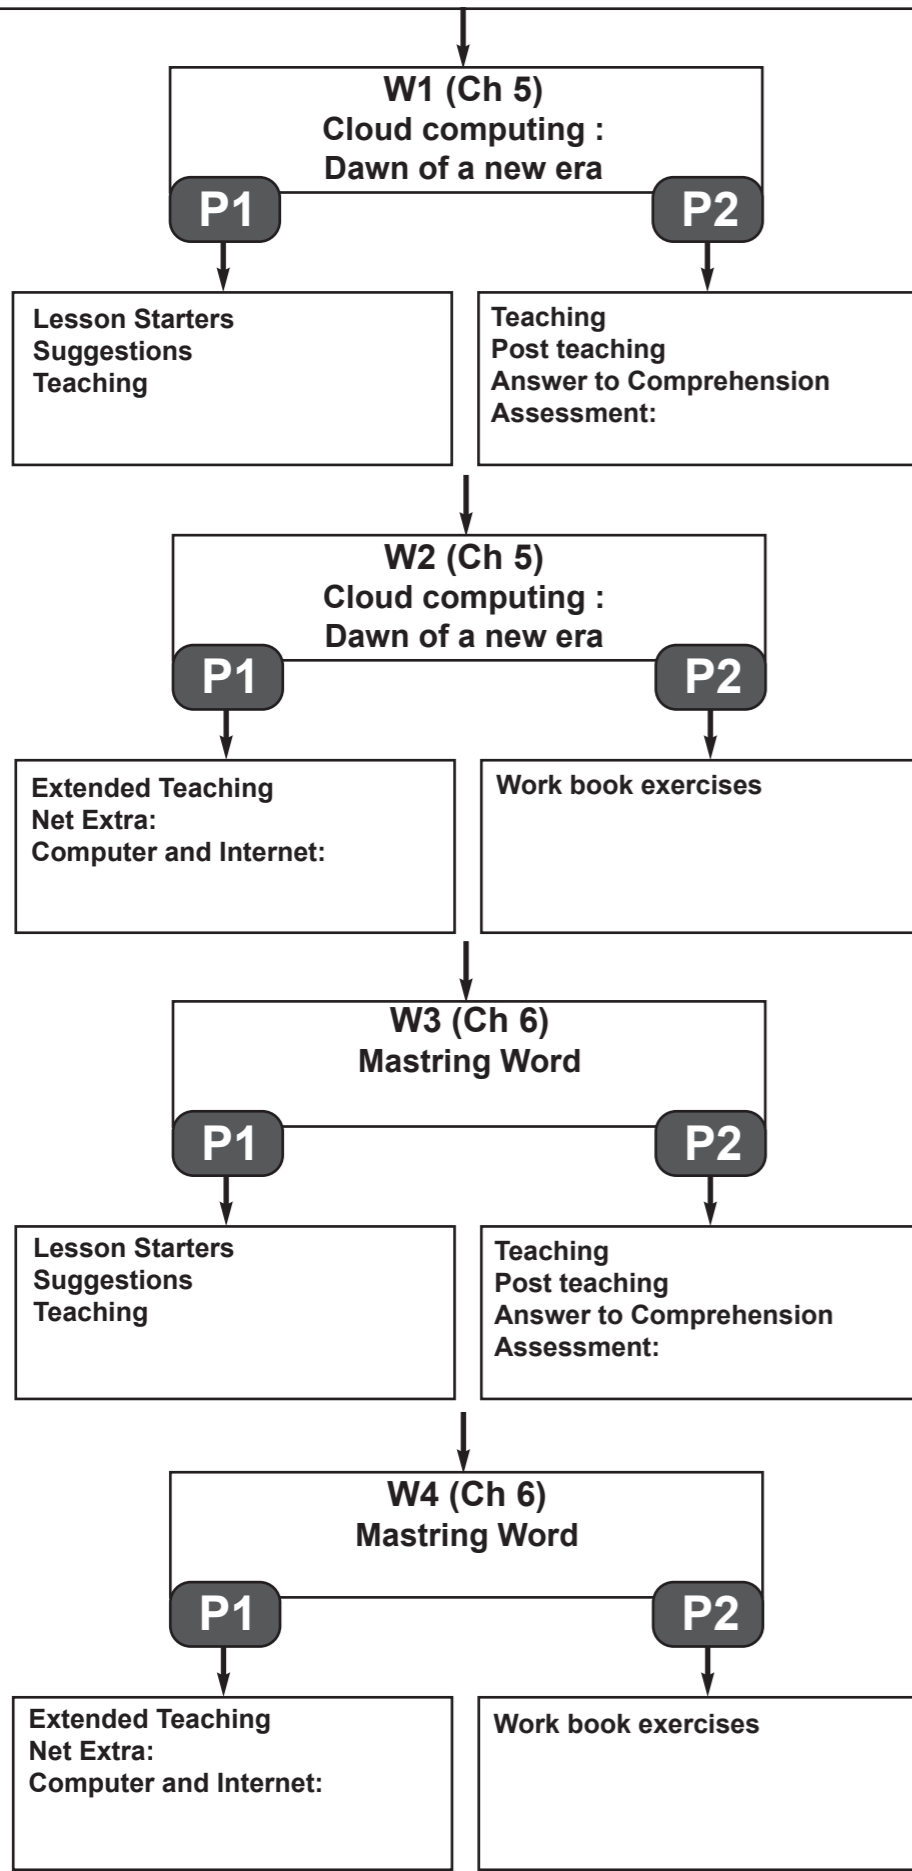 W1 (Ch 5)
Cloud computing :
Dawn of a new era
P1
P2
Lesson Starters
Suggestions
Teaching
Teaching
Post teaching
Answer to Comprehension
Assessment:
W2 (Ch 5)
Cloud computing :
Dawn of a new era
P1
P2
Extended Teaching
Net Extra:
Computer and Internet:
Work book exercises
W3 (Ch 6)
Mastring Word
P1
P2
Lesson Starters
Suggestions
Teaching
Teaching
Post teaching
Answer to Comprehension
Assessment:
W4 (Ch 6)
Mastring Word
P1
P2
Extended Teaching
Net Extra:
Computer and Internet:
Work book exercises